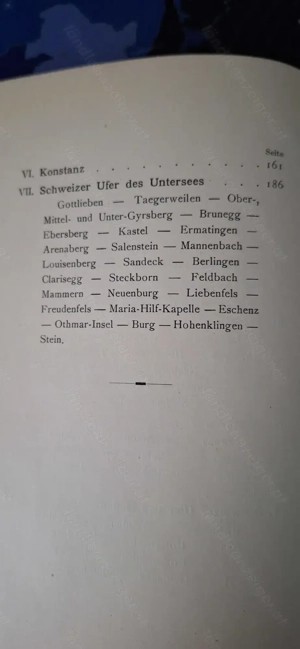 Seite
VI. Konstanz . . . . . . . . . . 161
VII. Schweizer Ufer des Untersees . . . 186
Gottlieben — Taegerweilen — Ober-,
Mittel- und Unter-Gyrsberg — Brunegg —
Ebersberg — Kastel — Ermatingen —
Arenaberg — Salenstein — Mannenbach —
Louisenberg — Sandeck — Berlingen —
Clarisegg — Steckborn — Feldbach —
Mammern — Neuenburg — Liebenfels —
Freudenfels — Maria-Hilf-Kapelle — Eschenz
— Othmar-Insel — Burg — Hohenklingen —
Stein.